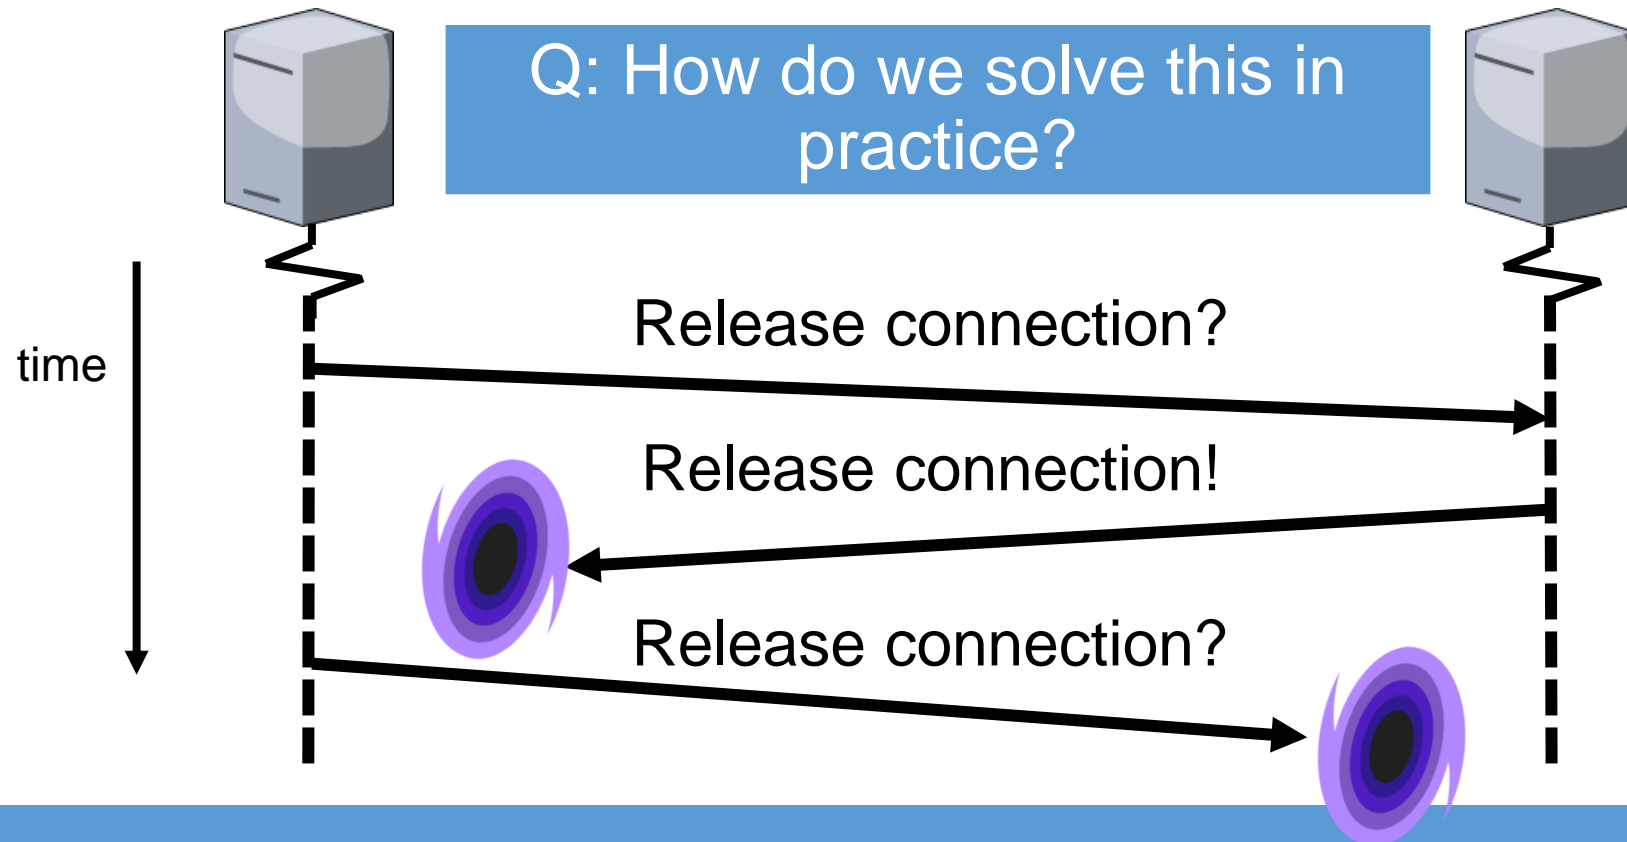 Q: How do we solve this in
practice?
Release connection?
time
Release connection!
Release connection?